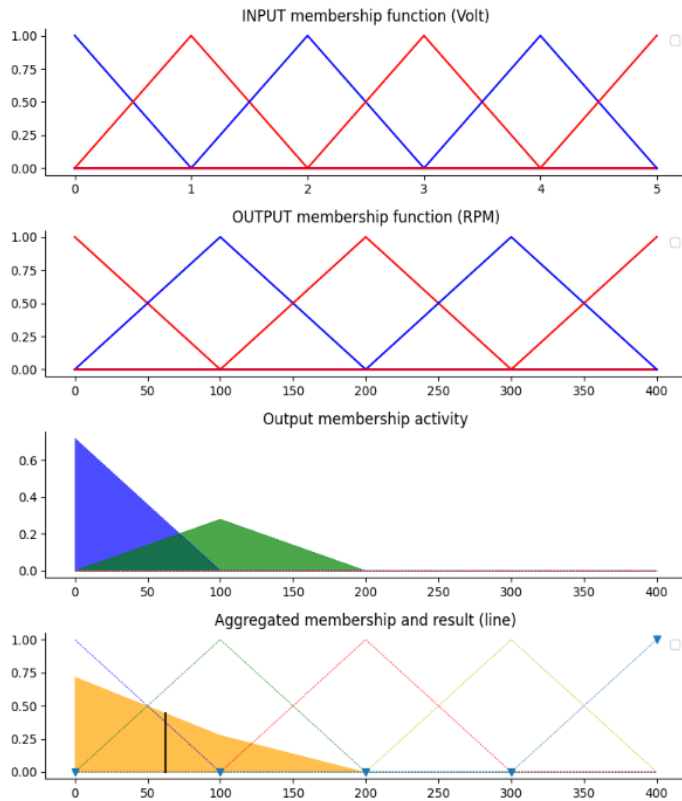 INPUT membership function (Volt)
1.00
0.75
0.50
0.25
0.00
0 1 2 3 4 5
OUTPUT membership function (RPM)
1.00
0.75
0.50
0.25
0.00
0 50 100 150 200 250 300 350 400
Output membership activity
0.6
0.4
0.2
0.0
0 50 100 150 200 250 300 350 400
Aggregated membership and result (line)
1.00
0.75
0.50
0.25
0.00
0 50 100 150 200 250 300 350 400